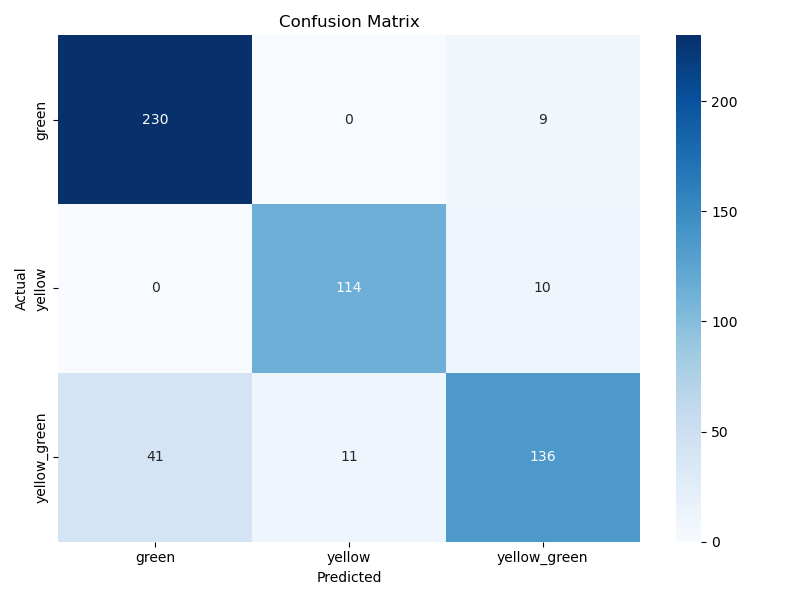 Confusion Matrix
Actual
green
230 0 9
yellow
0 114 10
yellow_green
41 11 136
green yellow yellow_green
Predicted
200
150
100
50
0